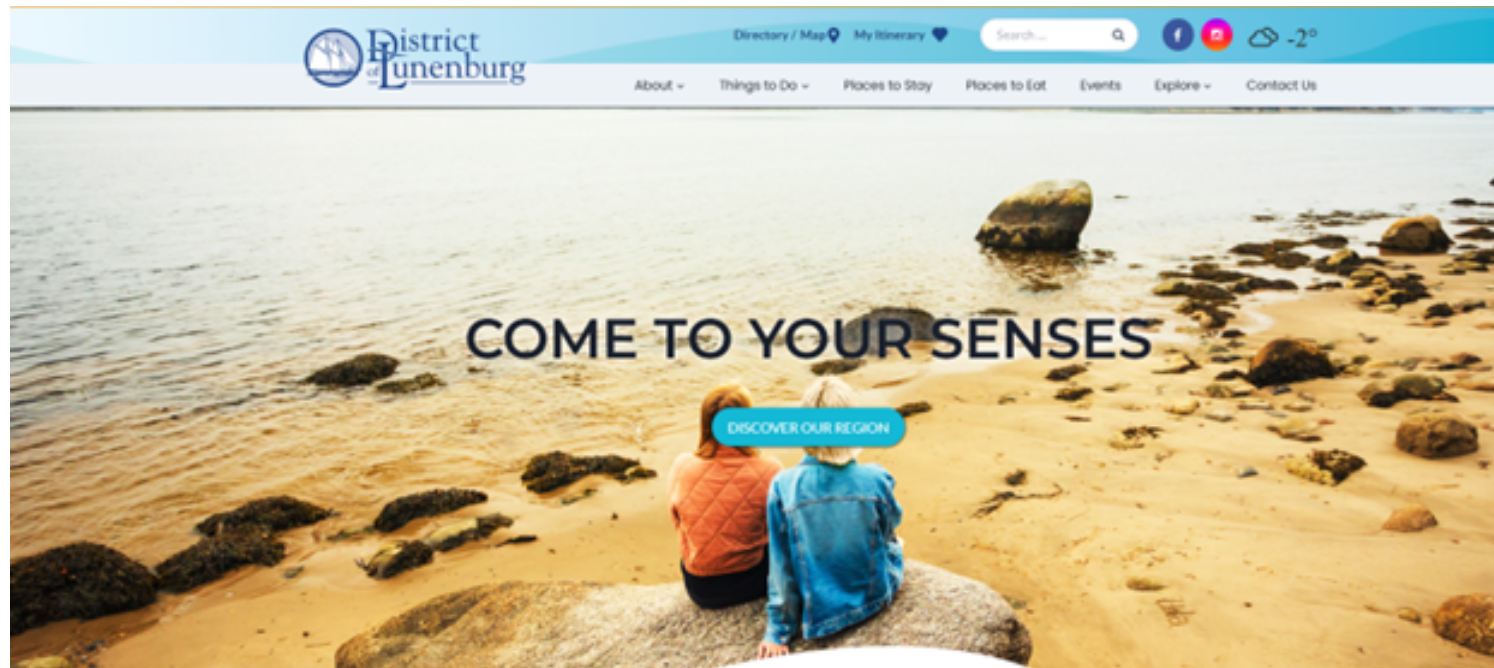 District
of Lunenburg
Directory / Map My Itinerary Search... -2°
About Things to Do Places to Stay Places to Eat Events Explore Contact Us
COME TO YOUR SENSES
DISCOVER OUR REGION